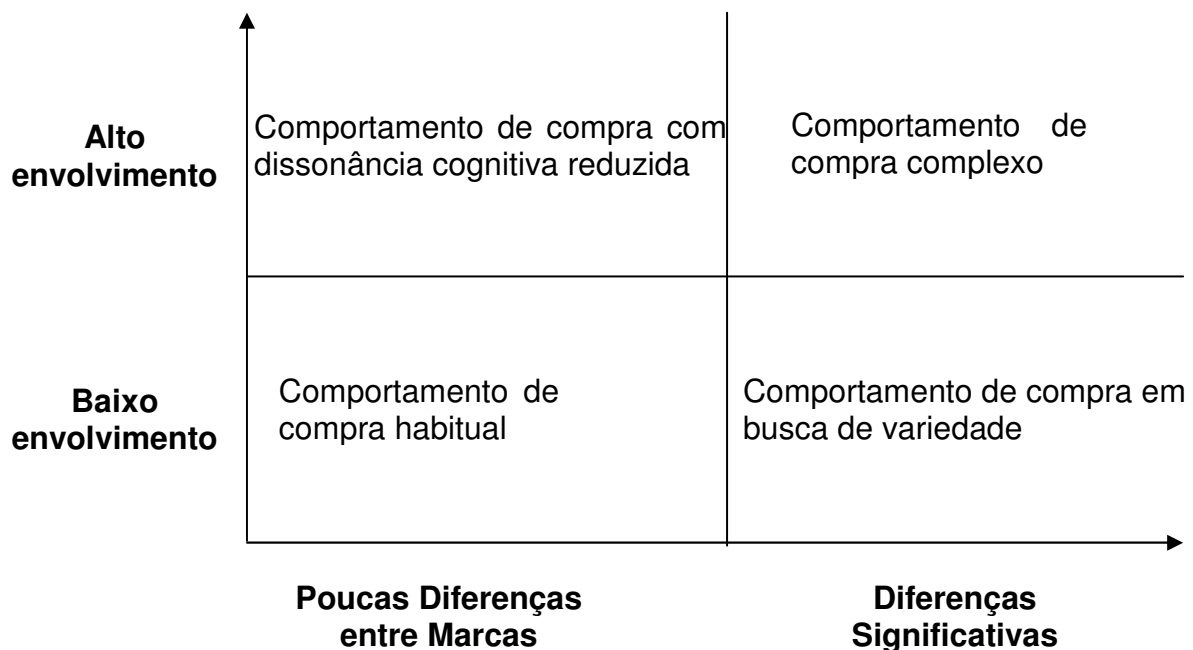 Alto
envolvimento
Comportamento de compra com
dissonância cognitiva reduzida
Comportamento de
compra complexo
Baixo
envolvimento
Comportamento de
compra habitual
Comportamento de compra em
busca de variedade
Poucas Diferenças
entre Marcas
Diferenças
Significativas